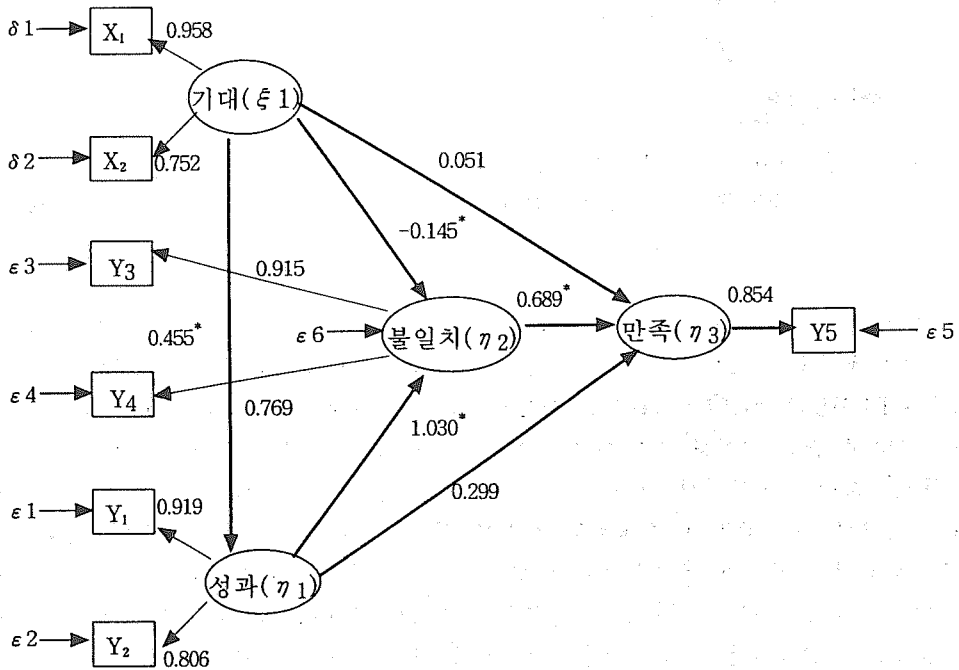 δ1 X₁ 0.958
기대(ξ1)
δ2 X₂ 0.752
0.051
-0.145*
ε3 Y3 0.915
0.689* 0.854
ε6 불일치(η2) 만족(η3) Y5 ε5
0.455*
ε4 Y4 0.769
1.030*
0.299
ε1 Y₁ 0.919
성과(η1)
ε2 Y₂ 0.806